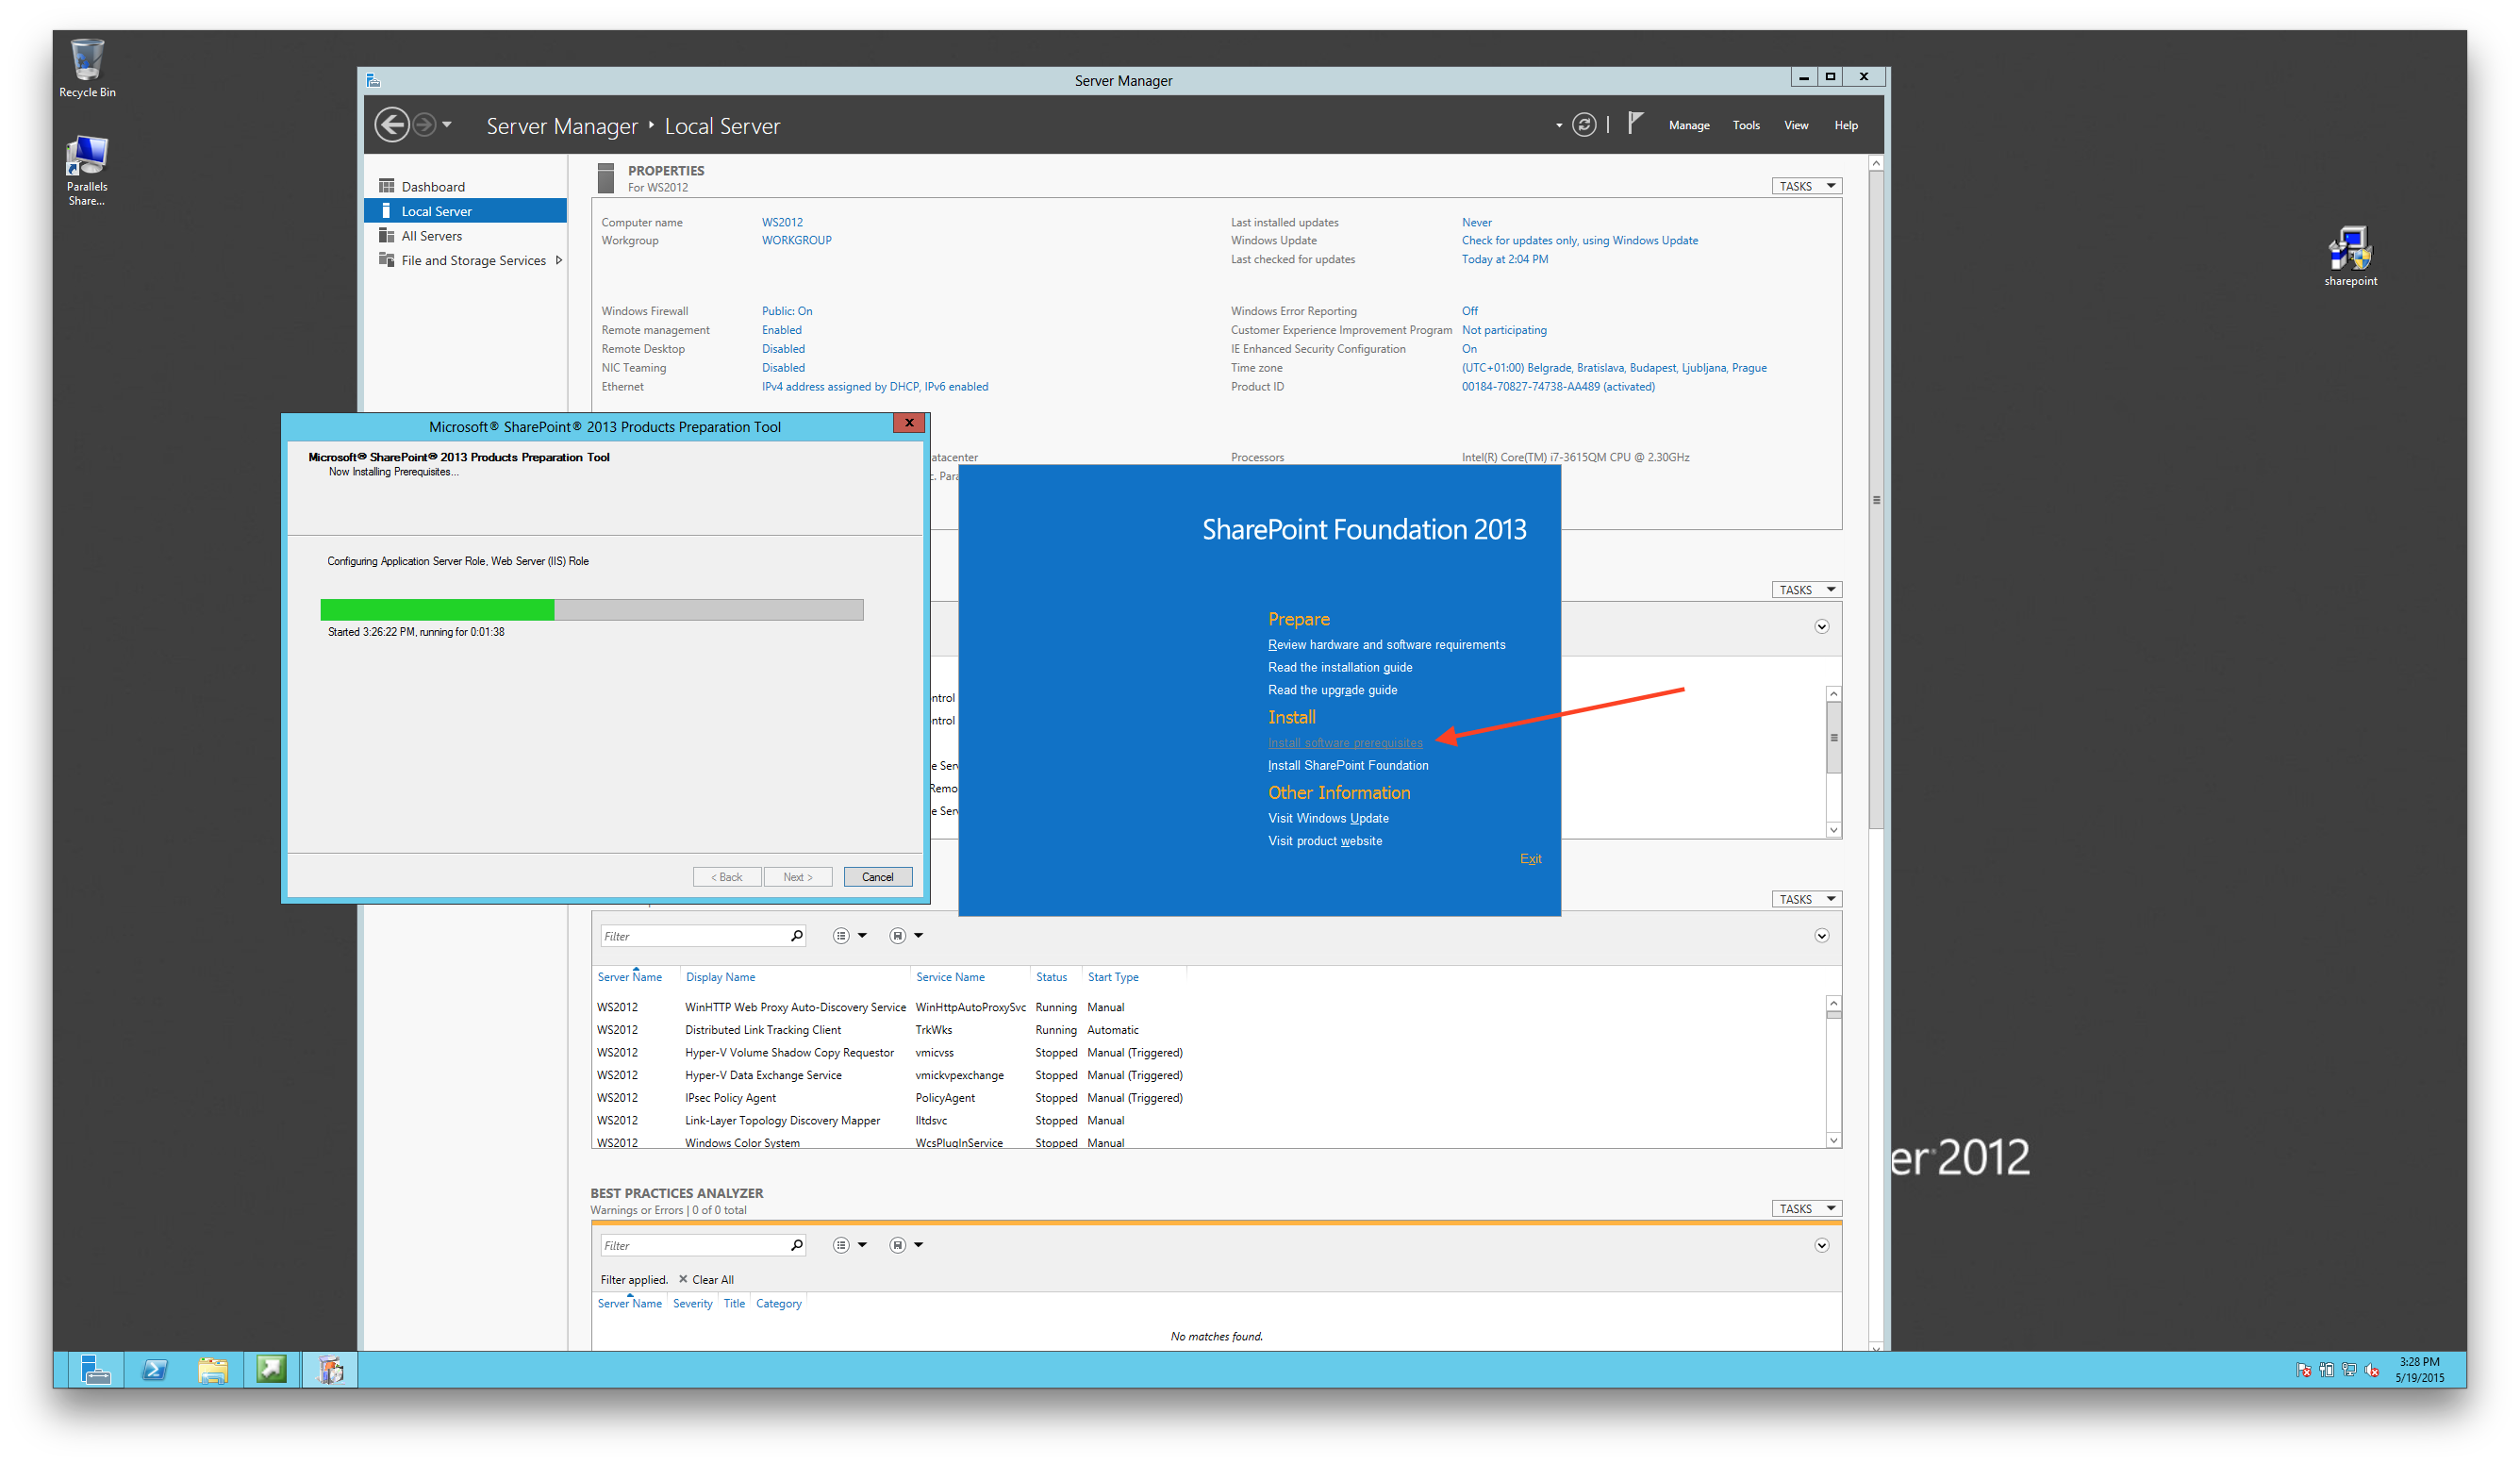 Recycle Bin
Parallels
Share...
sharepoint
Server Manager
Server Manager ‣ Local Server
Manage Tools View Help
Dashboard
Local Server
All Servers
File and Storage Services
PROPERTIES
For WS2012
TASKS
Computer name WS2012
Workgroup WORKGROUP
Last installed updates Never
Windows Update Check for updates only, using Windows Update
Last checked for updates Today at 2:04 PM
Windows Firewall Public: On
Remote management Enabled
Remote Desktop Disabled
NIC Teaming Disabled
Ethernet IPv4 address assigned by DHCP, IPv6 enabled
Windows Error Reporting Off
Customer Experience Improvement Program Not participating
IE Enhanced Security Configuration On
Time zone (UTC+01:00) Belgrade, Bratislava, Budapest, Ljubljana, Prague
Product ID 00184-70827-74738-AA489 (activated)
atacenter
c. Para
Processors Intel(R) Core(TM) i7-3615QM CPU @ 2.30GHz
Microsoft® SharePoint® 2013 Products Preparation Tool
Microsoft® SharePoint® 2013 Products Preparation Tool
Now Installing Prerequisites...
Configuring Application Server Role, Web Server (IIS) Role
Started 3:26:22 PM, running for 0:01:38
< Back Next > Cancel
SharePoint Foundation 2013
Prepare
Review hardware and software requirements
Read the installation guide
Read the upgrade guide
Install
Install software prerequisites
Install SharePoint Foundation
Other Information
Visit Windows Update
Visit product website
Exit
TASKS
ntrol
ntrol
e Serv
Remo
e Serv
TASKS
Filter
Server Name Display Name Service Name Status Start Type
WS2012 WinHTTP Web Proxy Auto-Discovery Service WinHttpAutoProxySvc Running Manual
WS2012 Distributed Link Tracking Client TrkWks Running Automatic
WS2012 Hyper-V Volume Shadow Copy Requestor vmicvss Stopped Manual (Triggered)
WS2012 Hyper-V Data Exchange Service vmickvpexchange Stopped Manual (Triggered)
WS2012 IPsec Policy Agent PolicyAgent Stopped Manual (Triggered)
WS2012 Link-Layer Topology Discovery Mapper lltdsvc Stopped Manual
WS2012 Windows Color System WcsPlugInService Stopped Manual
BEST PRACTICES ANALYZER
Warnings or Errors | 0 of 0 total
TASKS
Filter
Filter applied. ✕ Clear All
Server Name Severity Title Category
No matches found.
er 2012
3:28 PM
5/19/2015